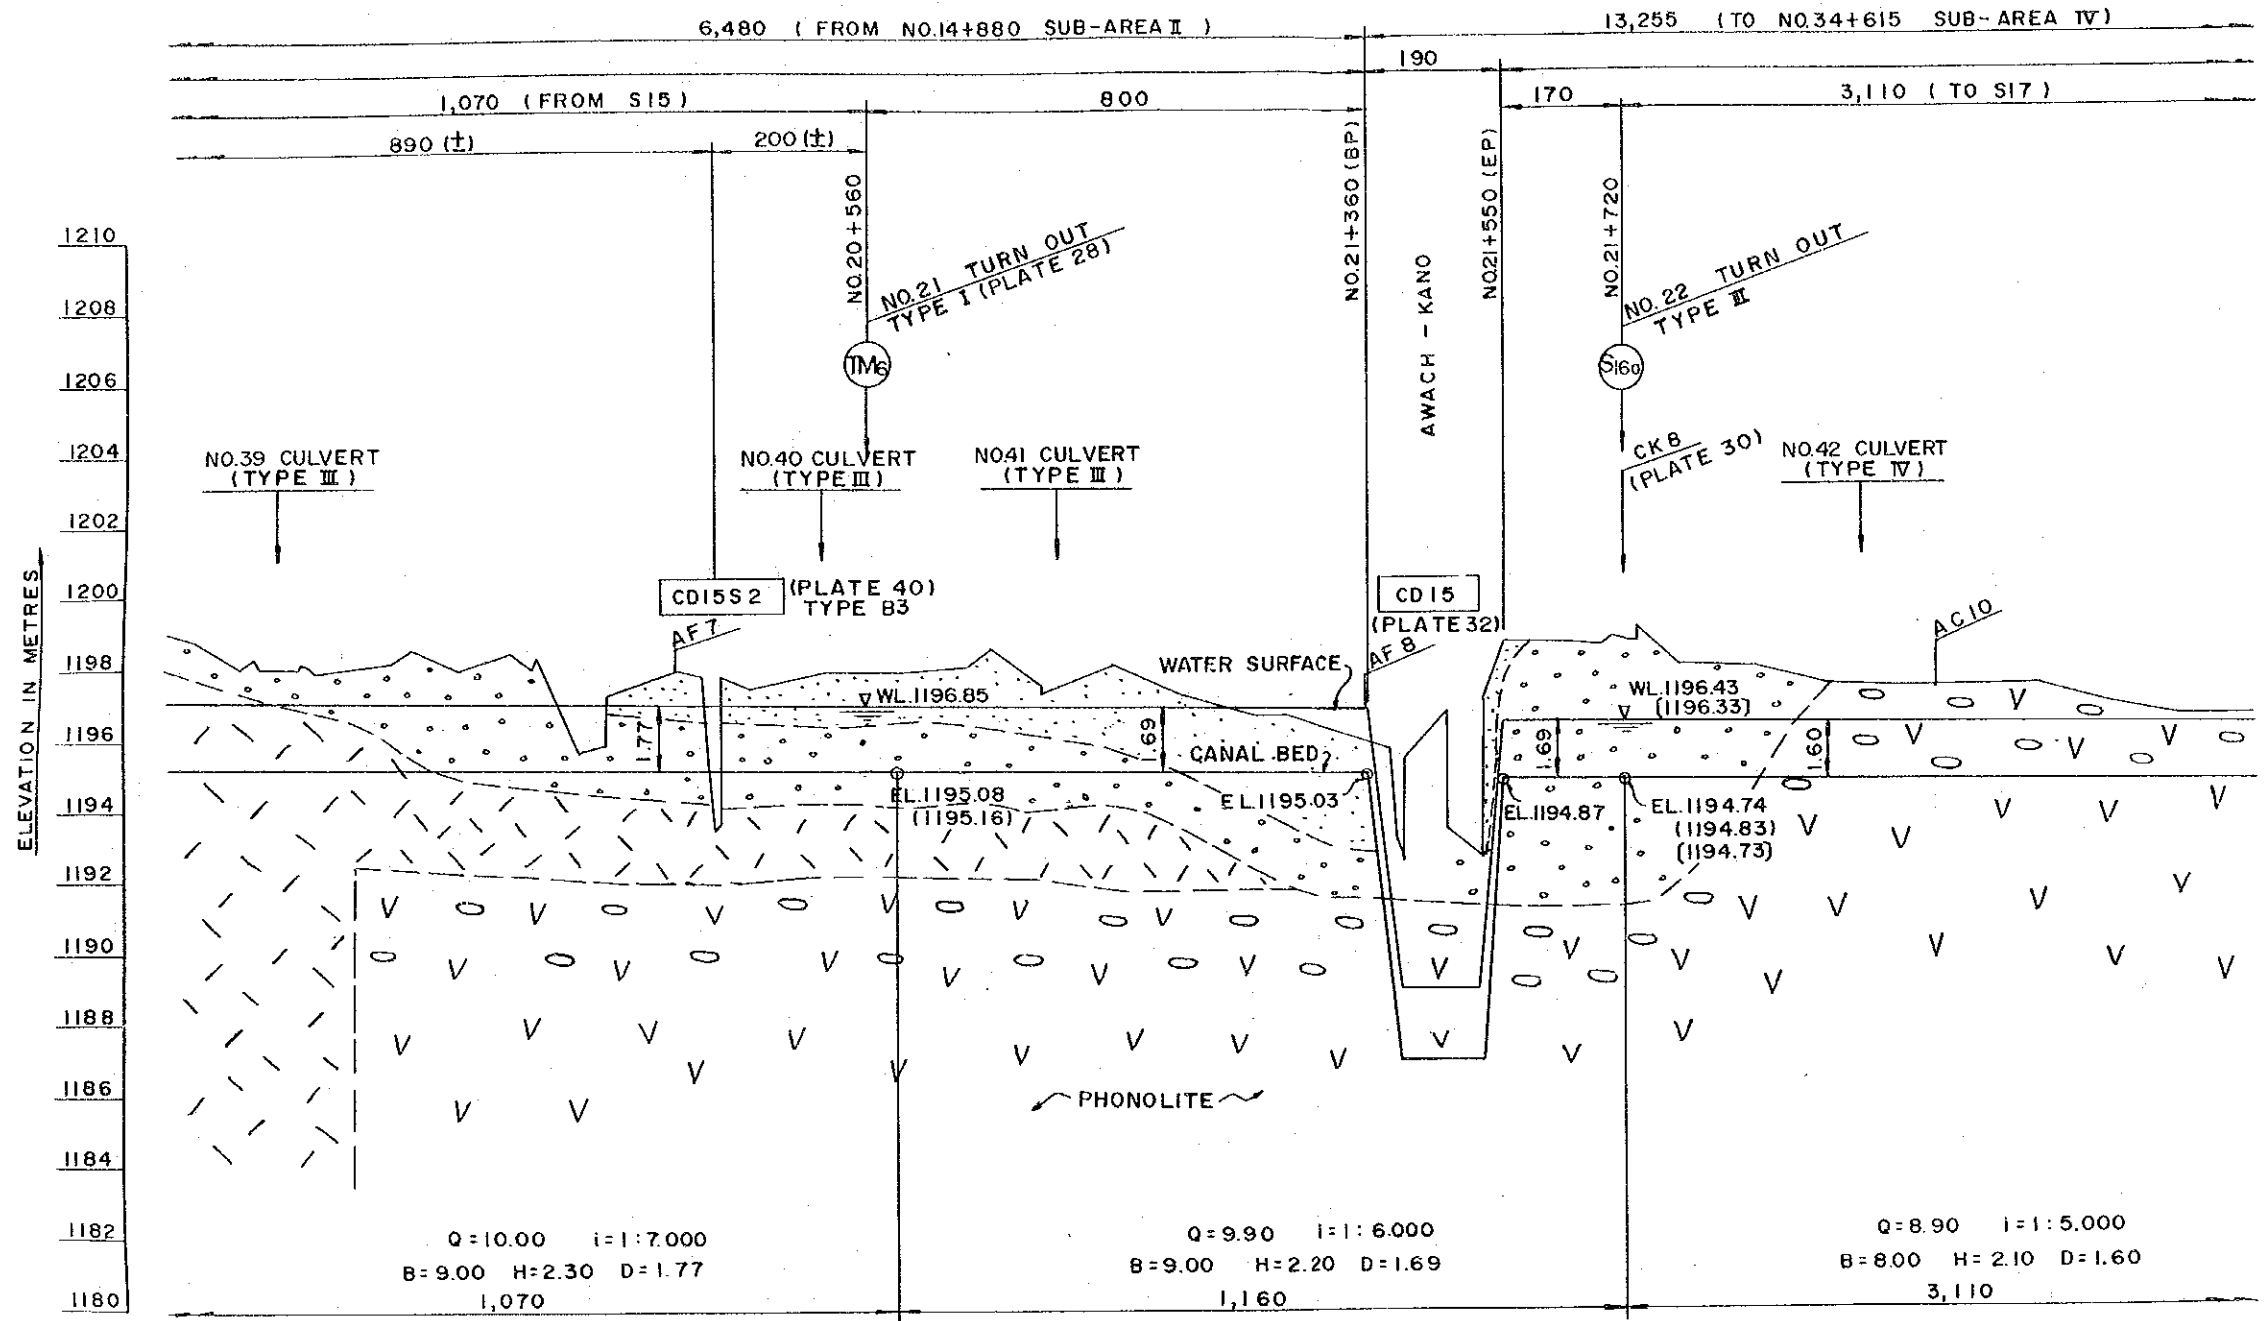 6,480 ( FROM NO.14+880 SUB-AREA II )
13,255 (TO NO.34+615 SUB-AREA IV)
190
1,070 (FROM S15)
800
170
3,110 ( TO S17 )
890 (±)
200 (±)
NO.20+560
NO.21+360 (BP)
NO.21+550 (EP)
NO.21+720
AWACH - KANO
NO.21 TURN OUT
TYPE I (PLATE 28)
NO.22 TURN OUT
TYPE III
TM6
S16a
CK8
(PLATE 30)
NO.39 CULVERT
(TYPE III)
NO.40 CULVERT
(TYPE III)
NO.41 CULVERT
(TYPE III)
NO.42 CULVERT
(TYPE IV)
CD15S2
(PLATE 40)
TYPE B3
CD15
(PLATE 32)
AF7
AF8
AC10
ELEVATION IN METRES
1210
1208
1206
1204
1202
1200
1198
1196
1194
1192
1190
1188
1186
1184
1182
1180
WATER SURFACE
WL.1196.85
WL.1196.43
(1196.33)
1.77
1.69
1.69
1.60
CANAL BED
EL.1195.08
(1195.16)
EL.1195.03
EL.1194.87
EL.1194.74
(1194.83)
(1194.73)
PHONOLITE
Q=10.00 i=1:7.000
B=9.00 H=2.30 D=1.77
1,070
Q=9.90 i=1:6.000
B=9.00 H=2.20 D=1.69
1,160
Q=8.90 i=1:5.000
B=8.00 H=2.10 D=1.60
3,110